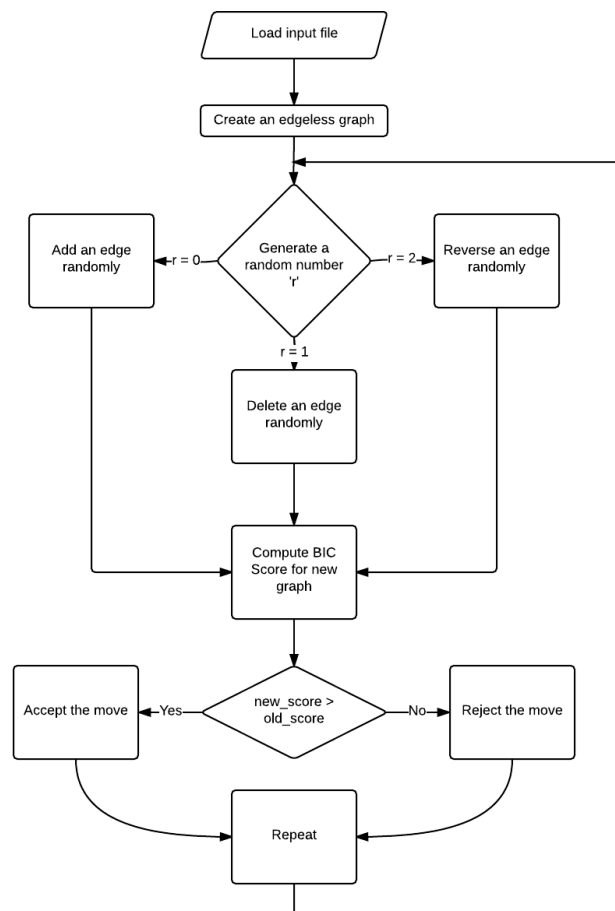 Load input file
Create an edgeless graph
Generate a
random number
'r'
Add an edge
randomly
r = 0
r = 2
Reverse an edge
randomly
r = 1
Delete an edge
randomly
Compute BIC
Score for new
graph
new_score >
old_score
Yes
Accept the move
No
Reject the move
Repeat